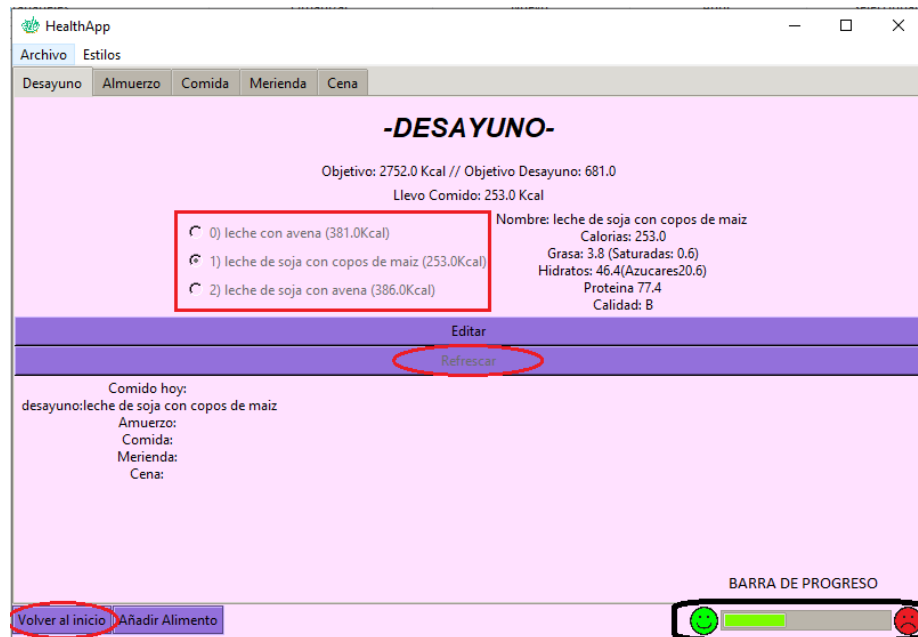 HealthApp
Archivo Estilos
Desayuno Almuerzo Comida Merienda Cena
-DESAYUNO-
Objetivo: 2752.0 Kcal // Objetivo Desayuno: 681.0
Llevo Comido: 253.0 Kcal
0) leche con avena (381.0Kcal)
1) leche de soja con copos de maiz (253.0Kcal)
2) leche de soja con avena (386.0Kcal)
Nombre: leche de soja con copos de maiz
Calorias: 253.0
Grasa: 3.8 (Saturadas: 0.6)
Hidratos: 46.4(Azucares20.6)
Proteina 77.4
Calidad: B
Editar
Refrescar
Comido hoy:
desayuno:leche de soja con copos de maiz
Amuerzo:
Comida:
Merienda:
Cena:
BARRA DE PROGRESO
Volver al inicio Añadir Alimento